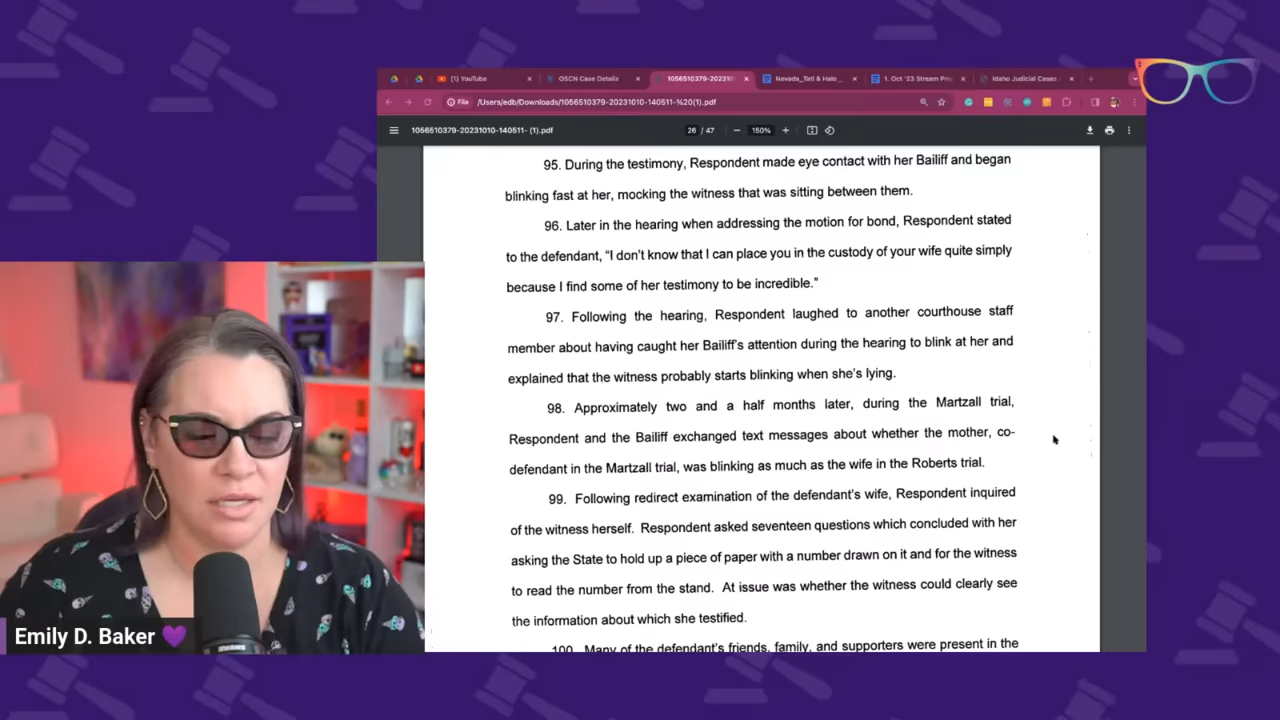 (1) YouTube
OSCN Case Details
1056510379-202310
Nevada_Tati & Halo
1. Oct '23 Stream Pre
Idaho Judicial Cases
File
/Users/edb/Downloads/1056510379-20231010-140511-%20(1).pdf
1056510379-20231010-140511- (1).pdf
26 / 47
150%
95. During the testimony, Respondent made eye contact with her Bailiff and began
blinking fast at her, mocking the witness that was sitting between them.
96. Later in the hearing when addressing the motion for bond, Respondent stated
to the defendant, “I don’t know that I can place you in the custody of your wife quite simply
because I find some of her testimony to be incredible.”
97. Following the hearing, Respondent laughed to another courthouse staff
member about having caught her Bailiff’s attention during the hearing to blink at her and
explained that the witness probably starts blinking when she’s lying.
98. Approximately two and a half months later, during the Martzall trial,
Respondent and the Bailiff exchanged text messages about whether the mother, co-
defendant in the Martzall trial, was blinking as much as the wife in the Roberts trial.
99. Following redirect examination of the defendant’s wife, Respondent inquired
of the witness herself. Respondent asked seventeen questions which concluded with her
asking the State to hold up a piece of paper with a number drawn on it and for the witness
to read the number from the stand. At issue was whether the witness could clearly see
the information about which she testified.
100. Many of the defendant’s friends, family, and supporters were present in the
Emily D. Baker